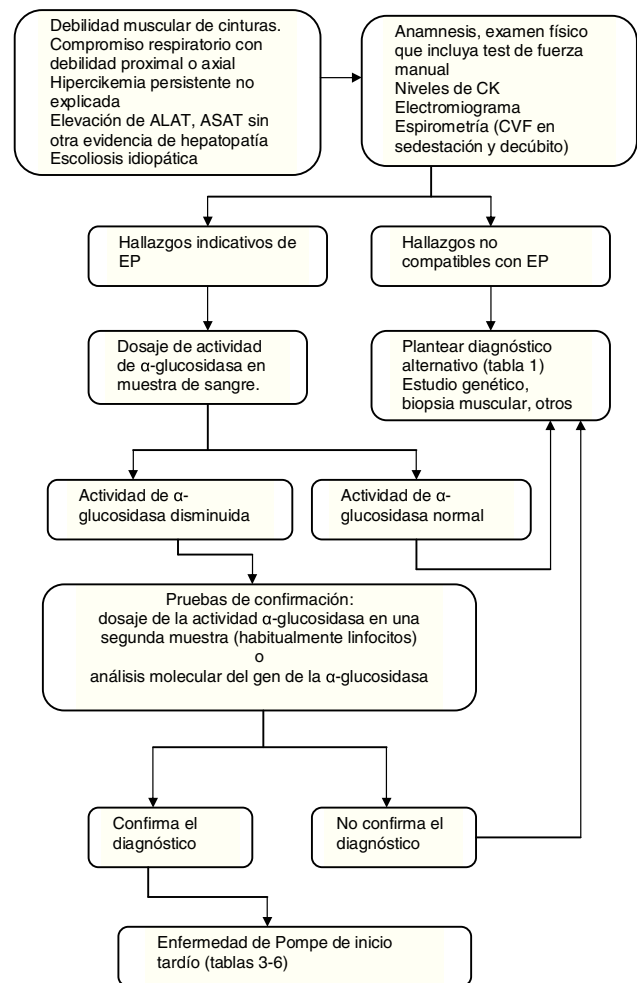 Debilidad muscular de cinturas.
Compromiso respiratorio con
debilidad proximal o axial
Hipercikemia persistente no
explicada
Elevación de ALAT, ASAT sin
otra evidencia de hepatopatía
Escoliosis idiopática
Anamnesis, examen físico
que incluya test de fuerza
manual
Niveles de CK
Electromiograma
Espirometría (CVF en
sedestación y decúbito)
Hallazgos indicativos de
EP
Hallazgos no
compatibles con EP
Dosaje de actividad
de α-glucosidasa en
muestra de sangre.
Plantear diagnóstico
alternativo (tabla 1)
Estudio genético,
biopsia muscular, otros
Actividad de α-
glucosidasa disminuida
Actividad de α-
glucosidasa normal
Pruebas de confirmación:
dosaje de la actividad α-glucosidasa en una
segunda muestra (habitualmente linfocitos)
o
análisis molecular del gen de la α-glucosidasa
Confirma el
diagnóstico
No confirma el
diagnóstico
Enfermedad de Pompe de inicio
tardío (tablas 3-6)